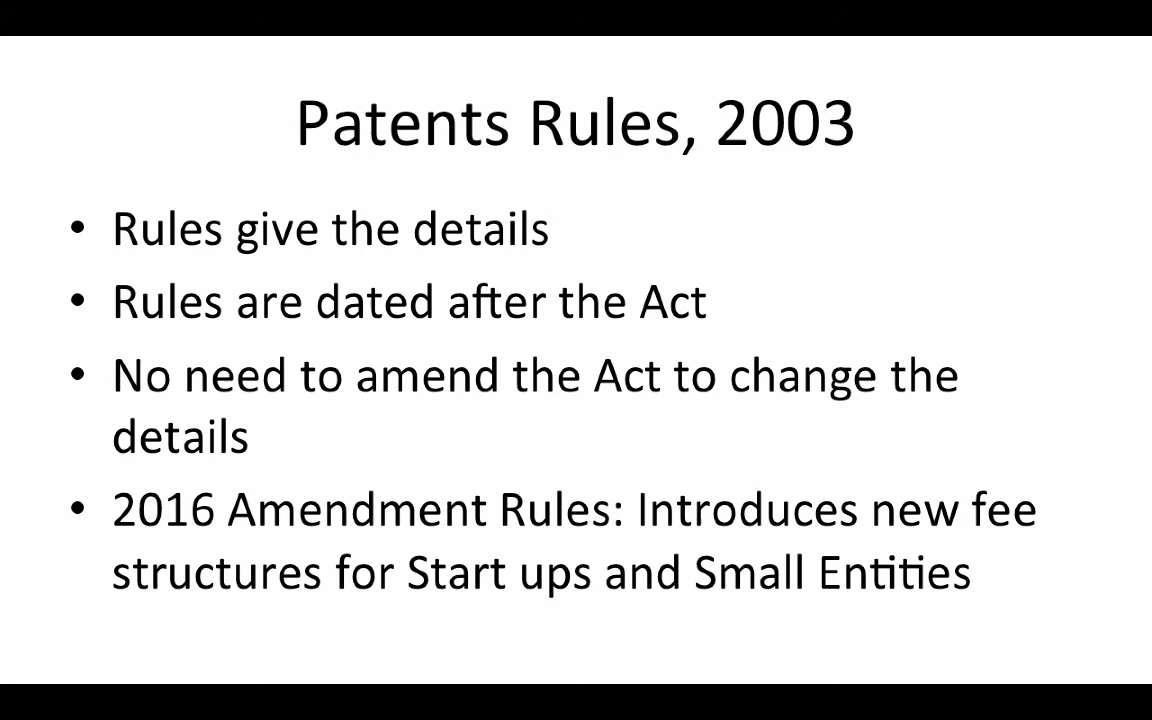 Patents Rules, 2003
• Rules give the details
• Rules are dated after the Act
• No need to amend the Act to change the
details
• 2016 Amendment Rules: Introduces new fee
structures for Start ups and Small Entities